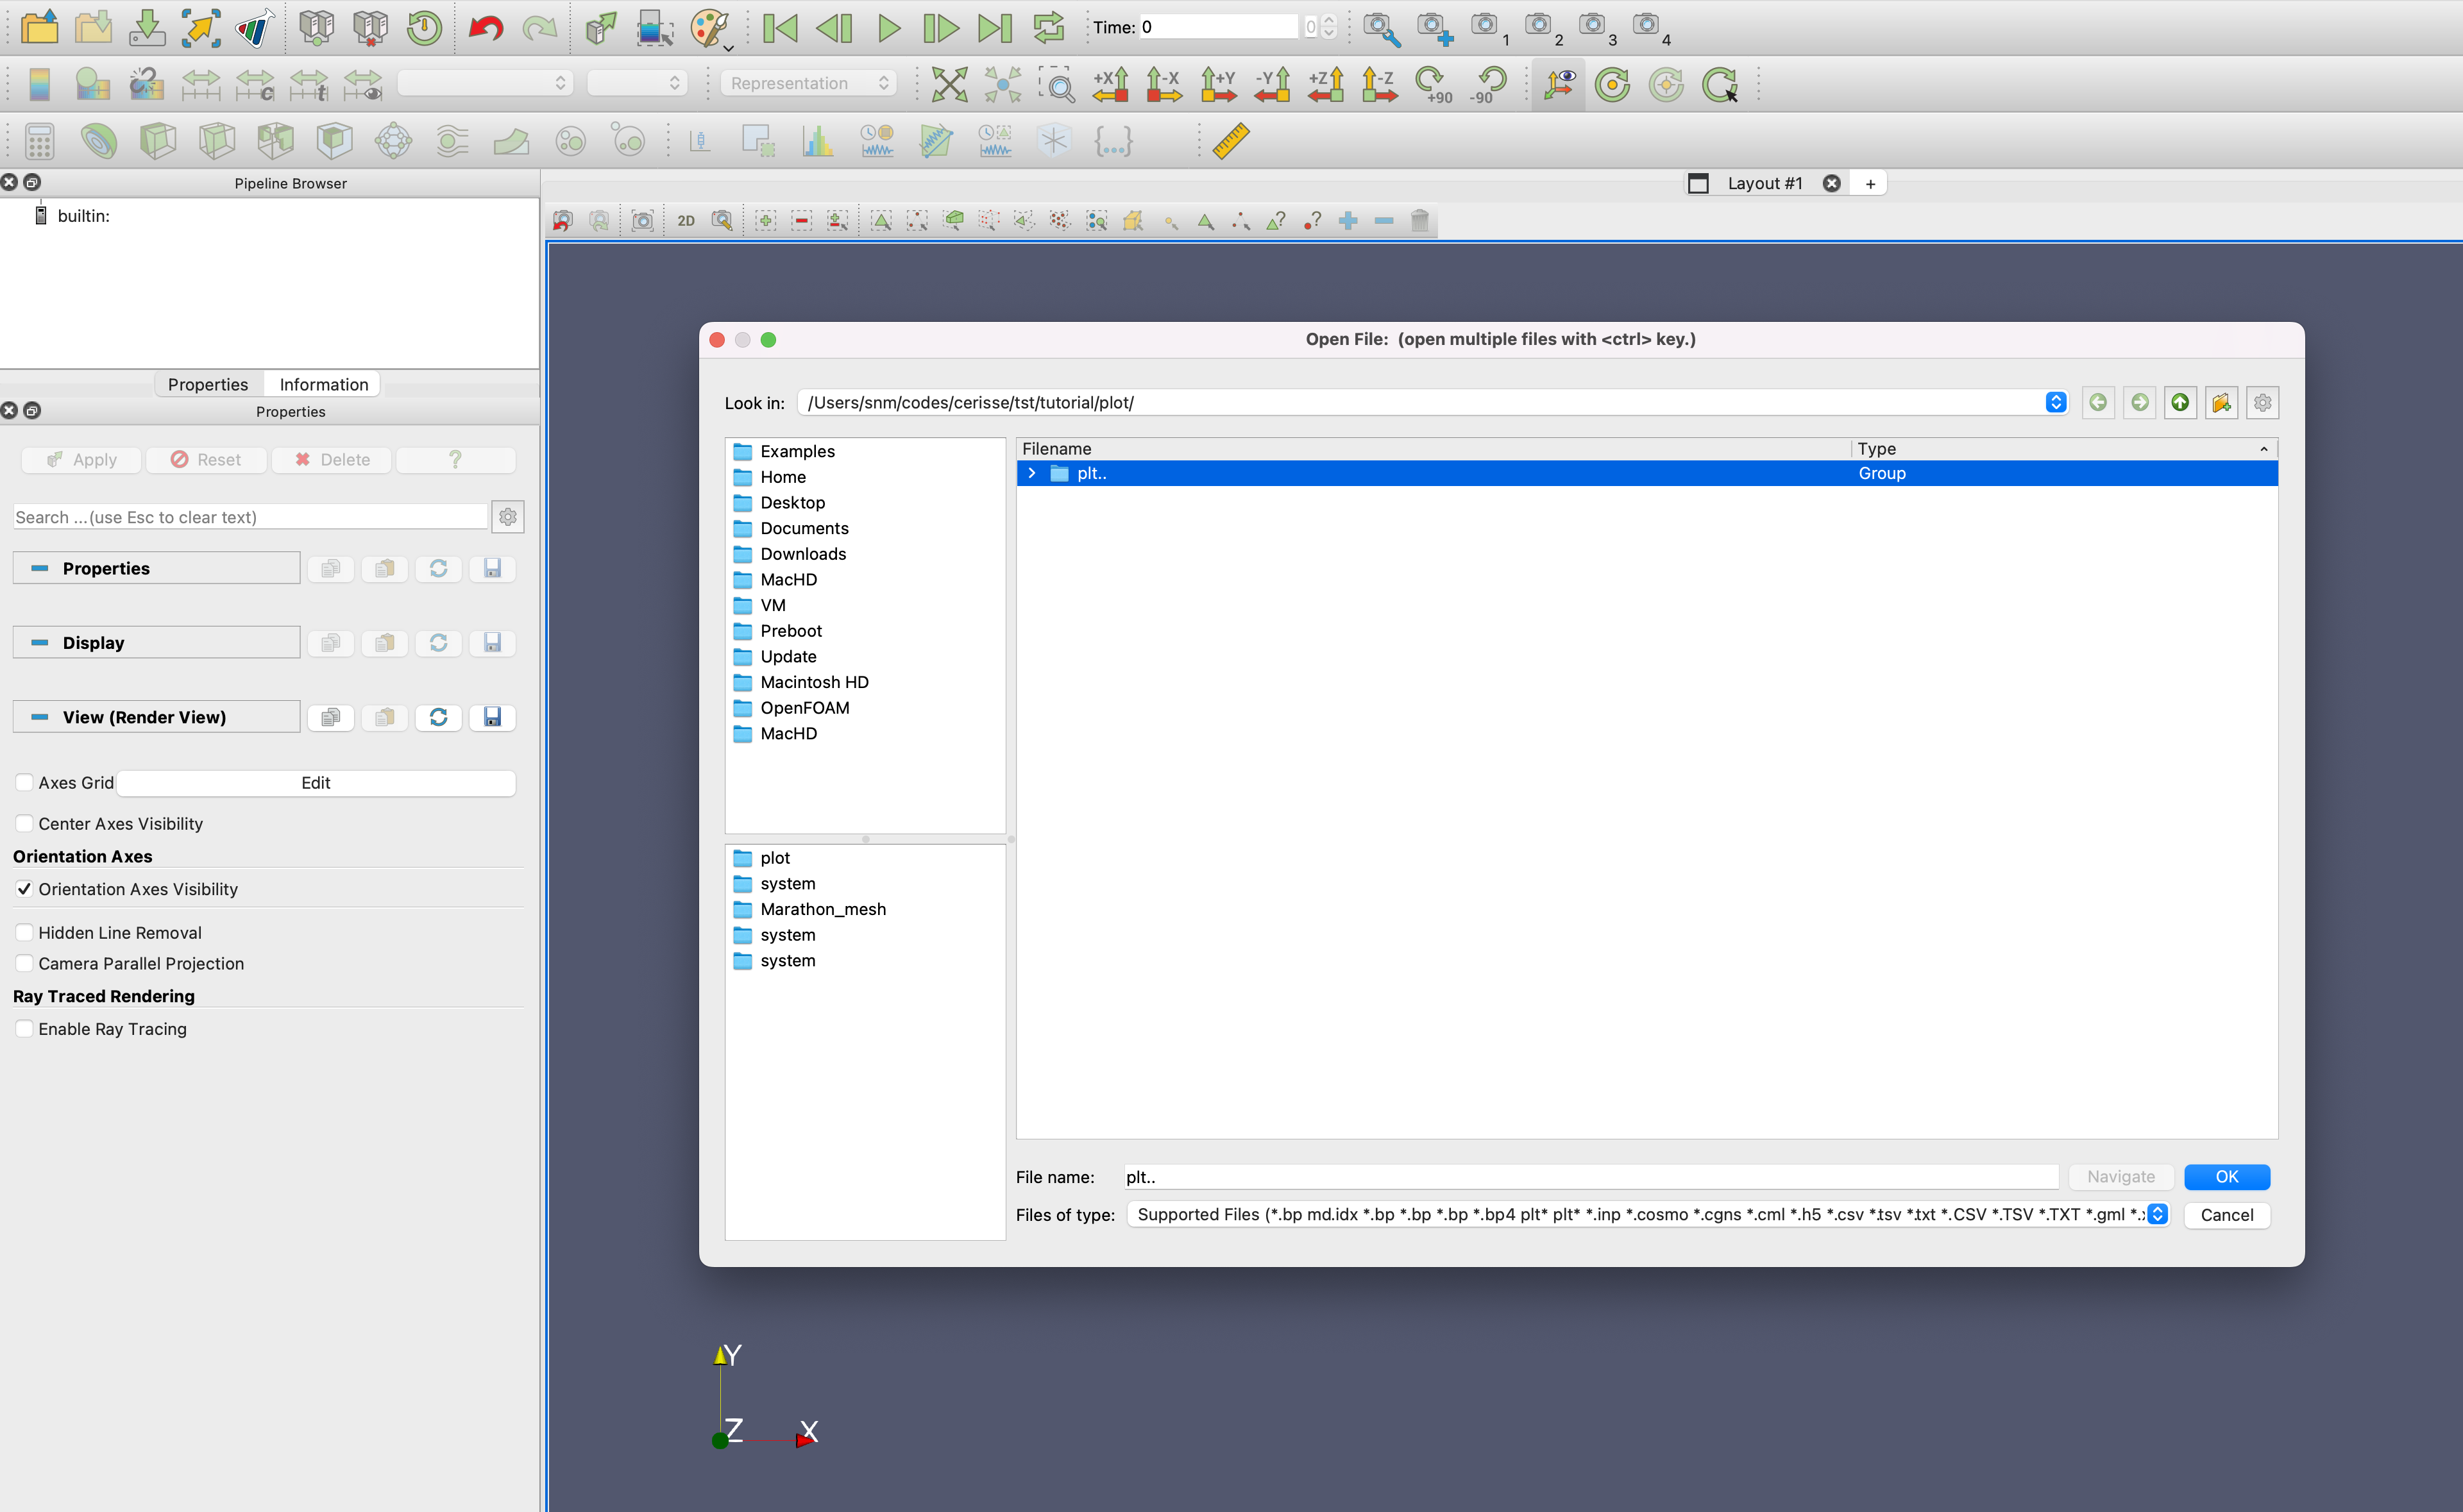 Time: 0 0
1 2 3 4
Representation
+X -X +Y -Y +Z -Z +90 -90
c t
{...}
Pipeline Browser
Layout #1 +
builtin:
2D ? ?
Properties Information
Properties
Apply Reset Delete ?
Search ...(use Esc to clear text)
Properties
Display
View (Render View)
Axes Grid Edit
Center Axes Visibility
Orientation Axes
Orientation Axes Visibility
Hidden Line Removal
Camera Parallel Projection
Ray Traced Rendering
Enable Ray Tracing
Open File: (open multiple files with <ctrl> key.)
Look in: /Users/snm/codes/cerisse/tst/tutorial/plot/
Examples
Home
Desktop
Documents
Downloads
MacHD
VM
Preboot
Update
Macintosh HD
OpenFOAM
MacHD
plot
system
Marathon_mesh
system
system
Filename Type
plt.. Group
File name: plt.. Navigate OK
Files of type: Supported Files (*.bp md.idx *.bp *.bp *.bp *.bp4 plt* plt* *.inp *.cosmo *.cgns *.cml *.h5 *.csv *.tsv *.txt *.CSV *.TSV *.TXT *.gml *. Cancel
Y
Z X